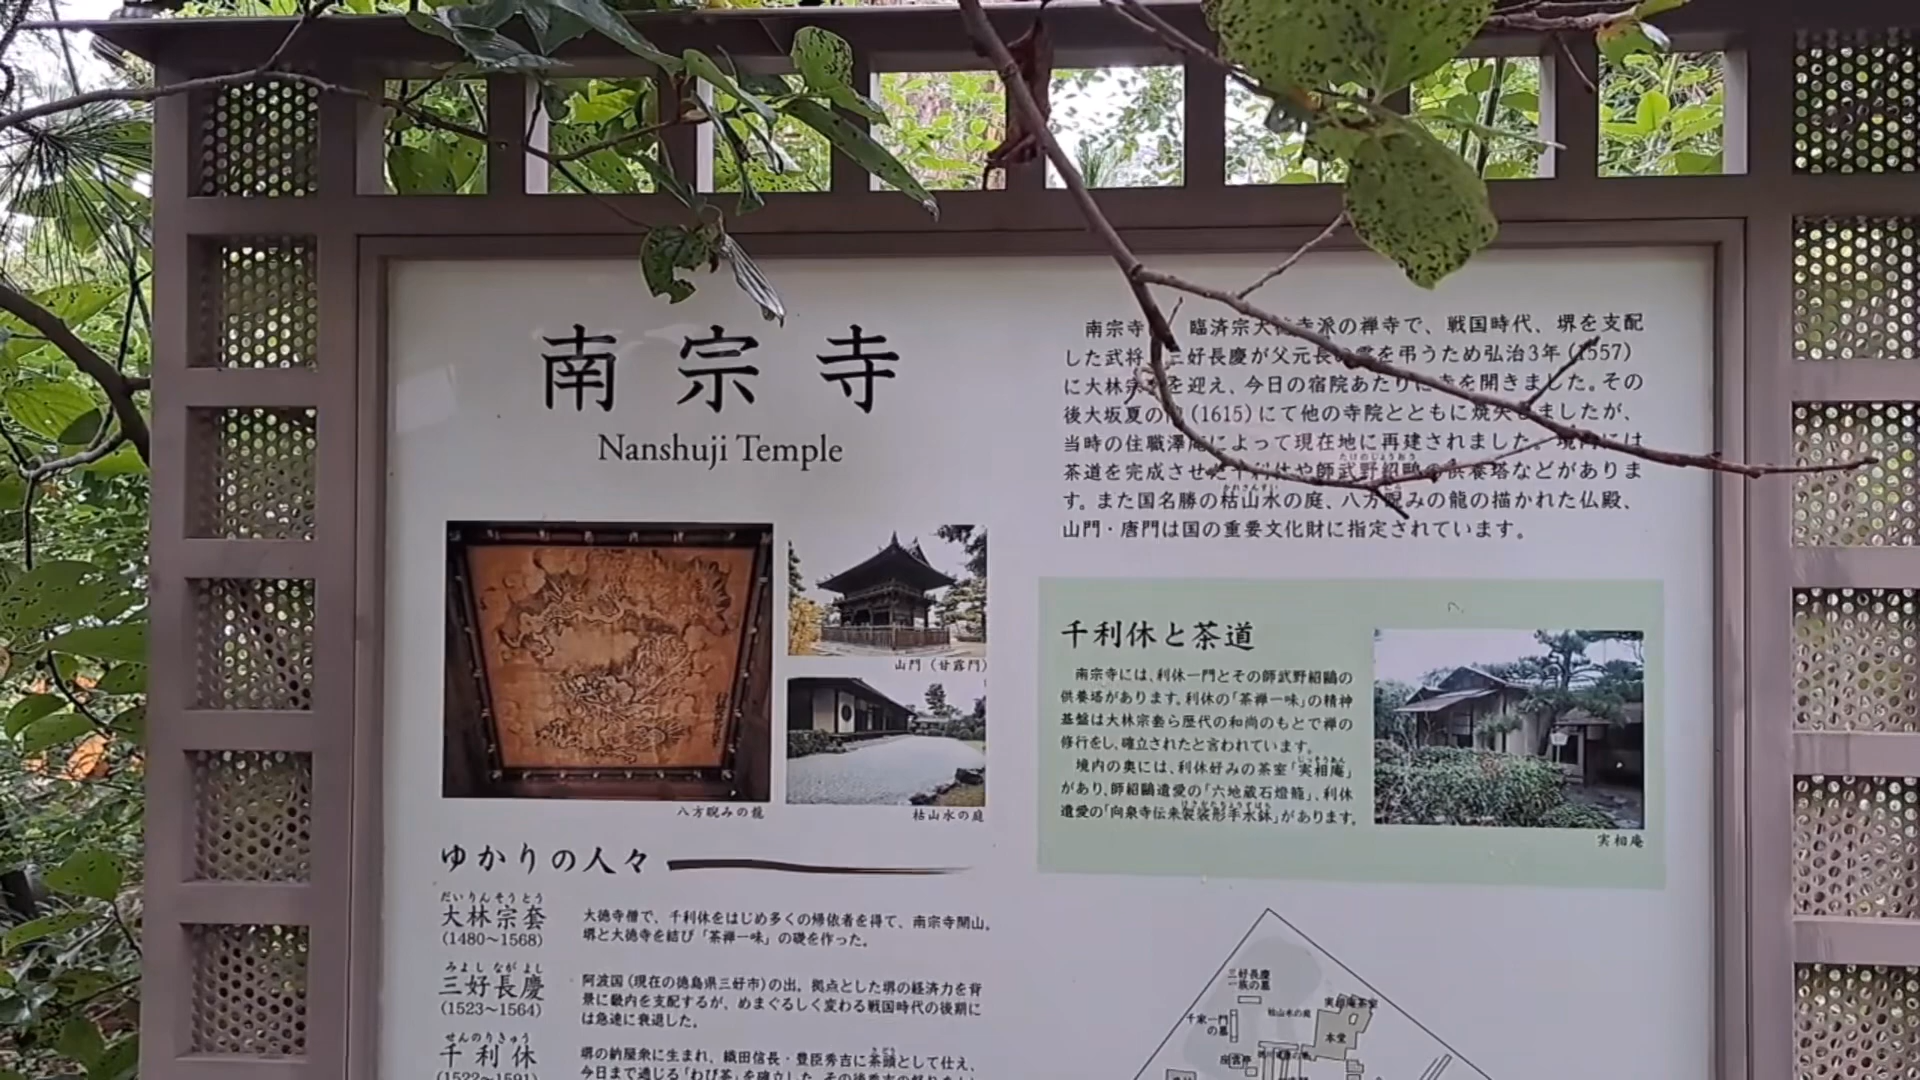 南宗寺
Nanshuji Temple
南宗寺 臨済宗大徳寺派の禅寺で、戦国時代、堺を支配
した武将 三好長慶が父元長の霊を弔うため弘治3年(1557)
に大林宗 を迎え、今日の宿院あたりに寺を開きました。その
後大坂夏の (1615)にて他の寺院とともに焼失しましたが、
当時の住職澤庵によって現在地に再建されました。境内には
茶道を完成させた千利休や師武野紹鷗の供養塔などがありま
す。また国名勝の枯山水の庭、八方睨みの龍の描かれた仏殿、
山門・唐門は国の重要文化財に指定されています。
八方睨みの龍
山門(甘露門)
枯山水の庭
千利休と茶道
南宗寺には、利休一門とその師武野紹鷗の
供養塔があります。利休の「茶禅一味」の精神
基盤は大林宗套ら歴代の和尚のもとで禅の
修行をし、確立されたと言われています。
境内の奥には、利休好みの茶室「実相庵」
があり、師紹鷗遺愛の「六地蔵石燈籠」、利休
遺愛の「向泉寺伝来袈裟形手水鉢」があります。
実相庵
ゆかりの人々
だいりんそうとう
大林宗套
(1480〜1568)
大徳寺僧で、千利休をはじめ多くの帰依者を得て、南宗寺開山。
堺と大徳寺を結び「茶禅一味」の礎を作った。
みよしながよし
三好長慶
(1523〜1564)
阿波国(現在の徳島県三好市)の出。拠点とした堺の経済力を背
景に畿内を支配するが、めまぐるしく変わる戦国時代の後期に
は急速に衰退した。
せんのりきゅう
千利休
(1522〜1591)
堺の納屋衆に生まれ、織田信長・豊臣秀吉に茶頭として仕え、
今日まで通じる「わび茶」を確立した。
三好長慶
一族の墓
千家一門
の墓
枯山水の庭
実相庵茶室
本堂